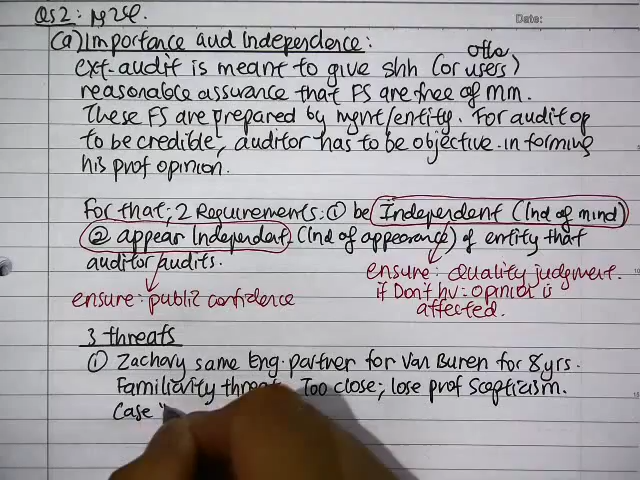 Qs2: M2SQ.
Date:
(a) Importance and Independence:
ext-audit is meant to give shh (or other users)
reasonable assurance that FS are free of mm.
These FS are prepared by mgmt/entity. For audit op
to be credible, auditor has to be objective in forming
his prof opinion.
For that; 2 Requirements: ① be Independent (Ind of mind)
② appear Independent (Ind of appearance) of entity that
auditor audits.
ensure: quality judgment.
if Don't hv: opinion is
affected.
ensure: public confidence
3 threats
① Zachary same Eng. partner for Van Buren for 8 yrs.
Familiarity threat. Too close; lose prof Scepticism.
Case